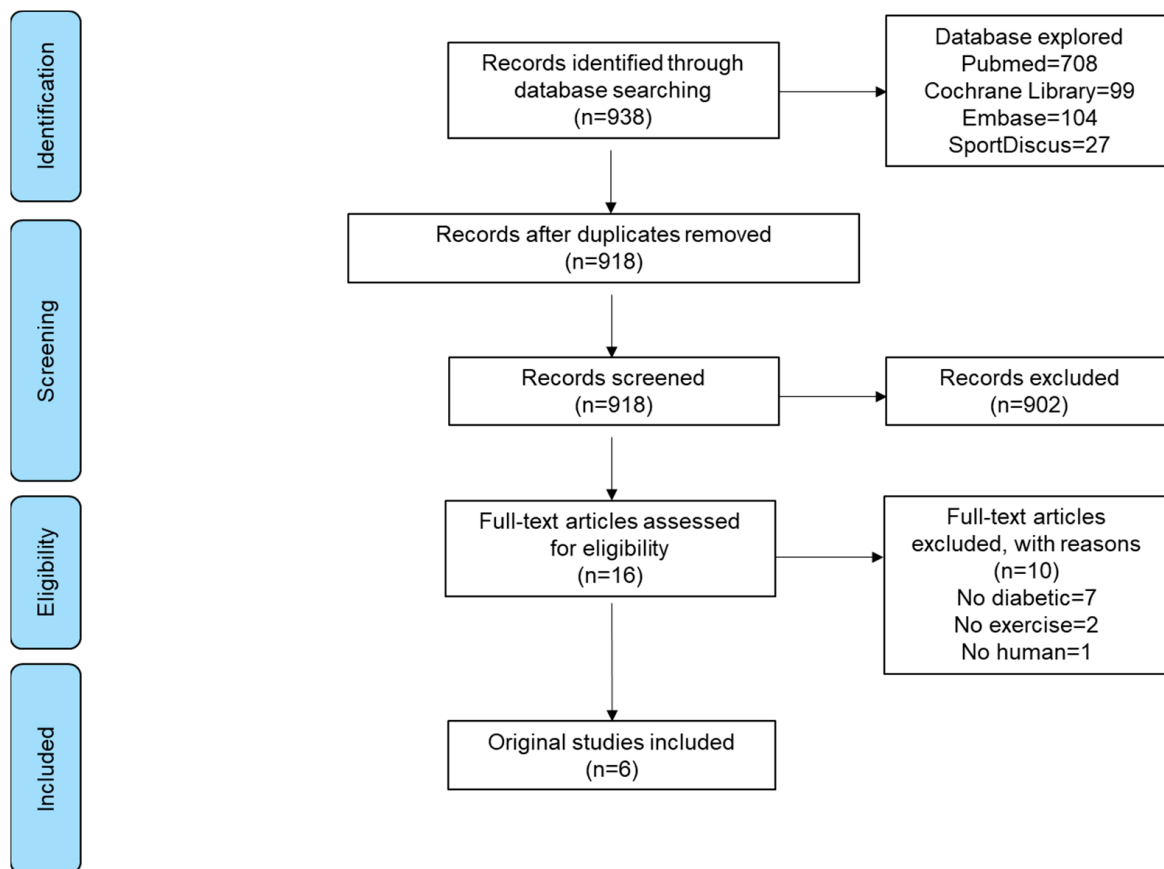 Identification
Records identified through
database searching
(n=938)
Database explored
Pubmed=708
Cochrane Library=99
Embase=104
SportDiscus=27
Screening
Records after duplicates removed
(n=918)
Records screened
(n=918)
Records excluded
(n=902)
Eligibility
Full-text articles assessed
for eligibility
(n=16)
Full-text articles
excluded, with reasons
(n=10)
No diabetic=7
No exercise=2
No human=1
Included
Original studies included
(n=6)